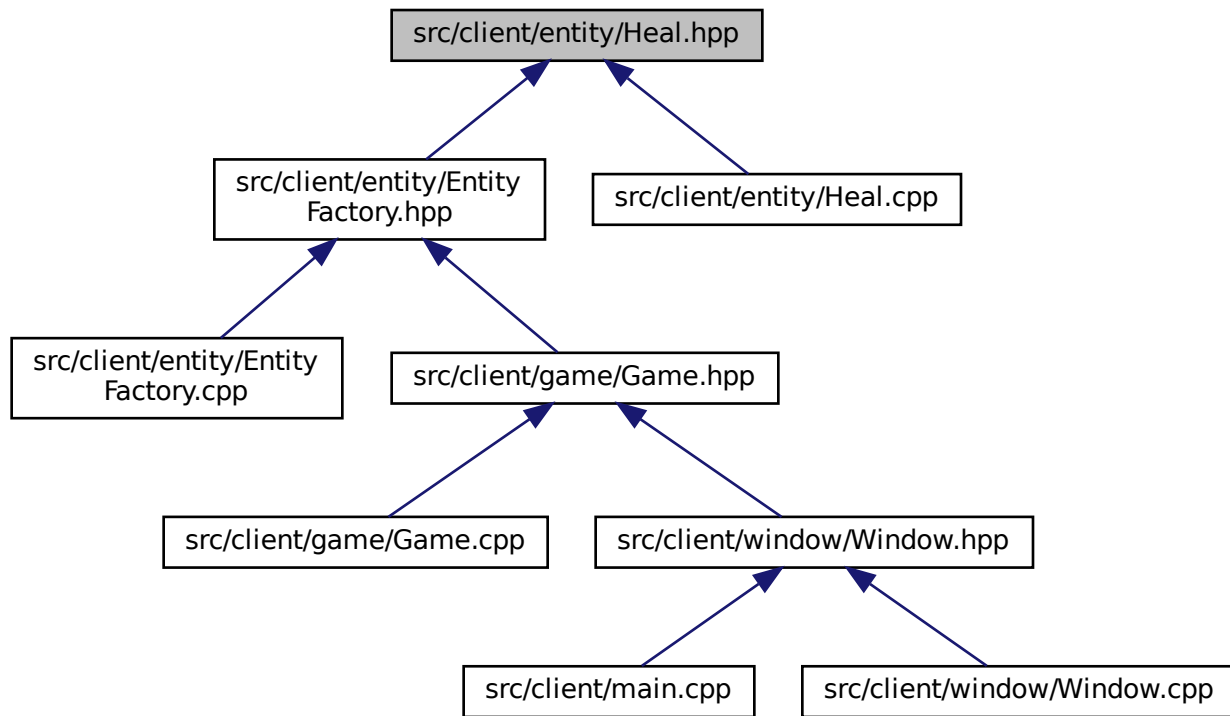 src/client/entity/Heal.hpp
src/client/entity/Entity
Factory.hpp
src/client/entity/Heal.cpp
src/client/entity/Entity
Factory.cpp
src/client/game/Game.hpp
src/client/game/Game.cpp
src/client/window/Window.hpp
src/client/main.cpp
src/client/window/Window.cpp